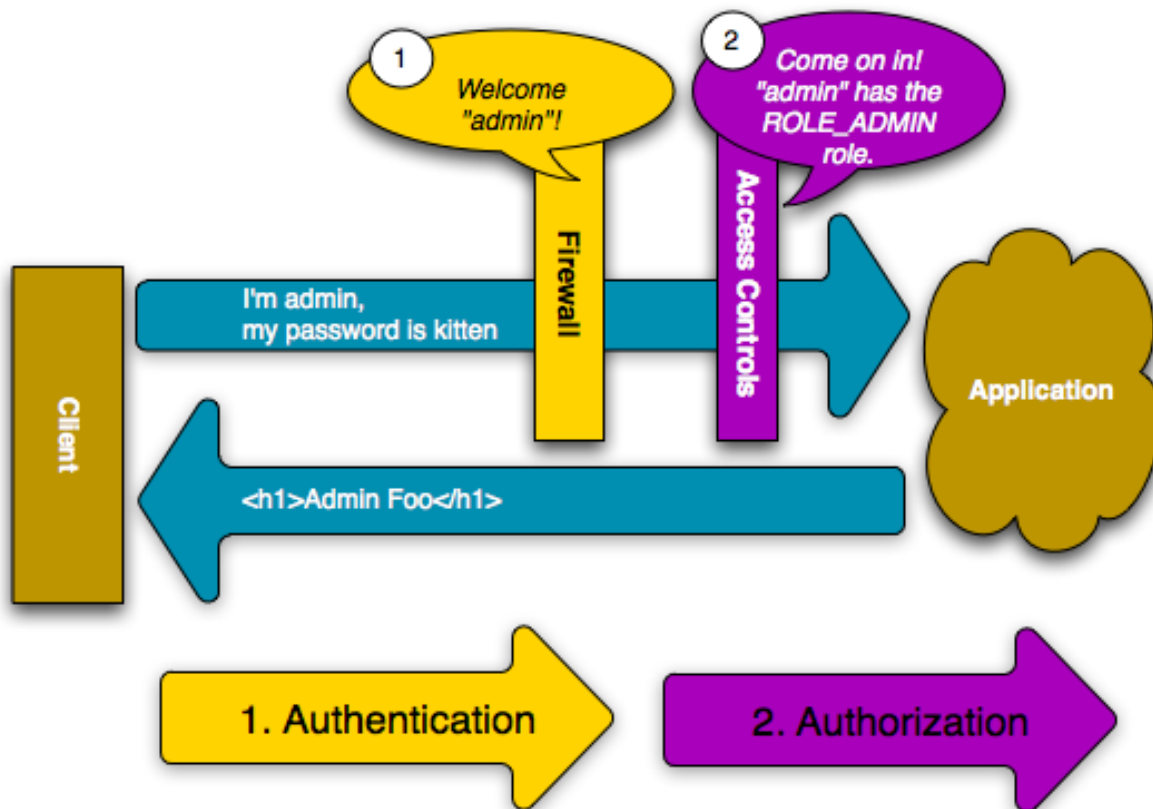 1
Welcome
"admin"!
2
Come on in!
"admin" has the
ROLE_ADMIN
role.
Firewall
Access Controls
I'm admin,
my password is kitten
Client
Application
<h1>Admin Foo</h1>
1. Authentication
2. Authorization